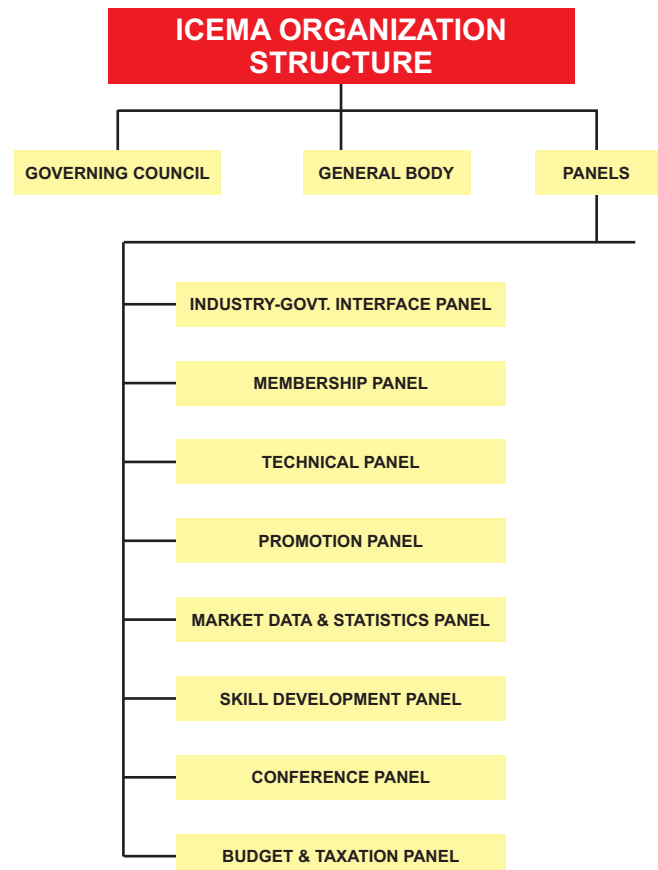 ICEMA ORGANIZATION
STRUCTURE
GOVERNING COUNCIL
GENERAL BODY
PANELS
INDUSTRY-GOVT. INTERFACE PANEL
MEMBERSHIP PANEL
TECHNICAL PANEL
PROMOTION PANEL
MARKET DATA & STATISTICS PANEL
SKILL DEVELOPMENT PANEL
CONFERENCE PANEL
BUDGET & TAXATION PANEL